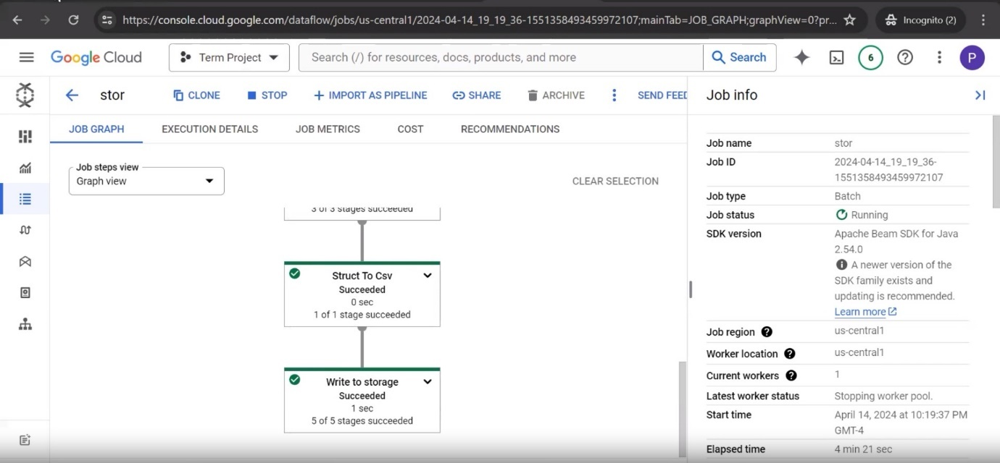 https://console.cloud.google.com/dataflow/jobs/us-central1/2024-04-14_19_19_36-1551358493459972107;mainTab=JOB_GRAPH;graphView=0?pr...
Incognito (2)
Google Cloud
Term Project
Search (/) for resources, docs, products, and more
Search
6
P
stor
CLONE
STOP
IMPORT AS PIPELINE
SHARE
ARCHIVE
SEND FEED
JOB GRAPH
EXECUTION DETAILS
JOB METRICS
COST
RECOMMENDATIONS
Job steps view
Graph view
CLEAR SELECTION
3 of 3 stages succeeded
Struct To Csv
Succeeded
0 sec
1 of 1 stage succeeded
Write to storage
Succeeded
1 sec
5 of 5 stages succeeded
Job info
Job name stor
Job ID 2024-04-14_19_19_36-
1551358493459972107
Job type Batch
Job status Running
SDK version Apache Beam SDK for Java
2.54.0
A newer version of the
SDK family exists and
updating is recommended.
Learn more
Job region us-central1
Worker location us-central1
Current workers 1
Latest worker status Stopping worker pool.
Start time April 14, 2024 at 10:19:37 PM
GMT-4
Elapsed time 4 min 21 sec